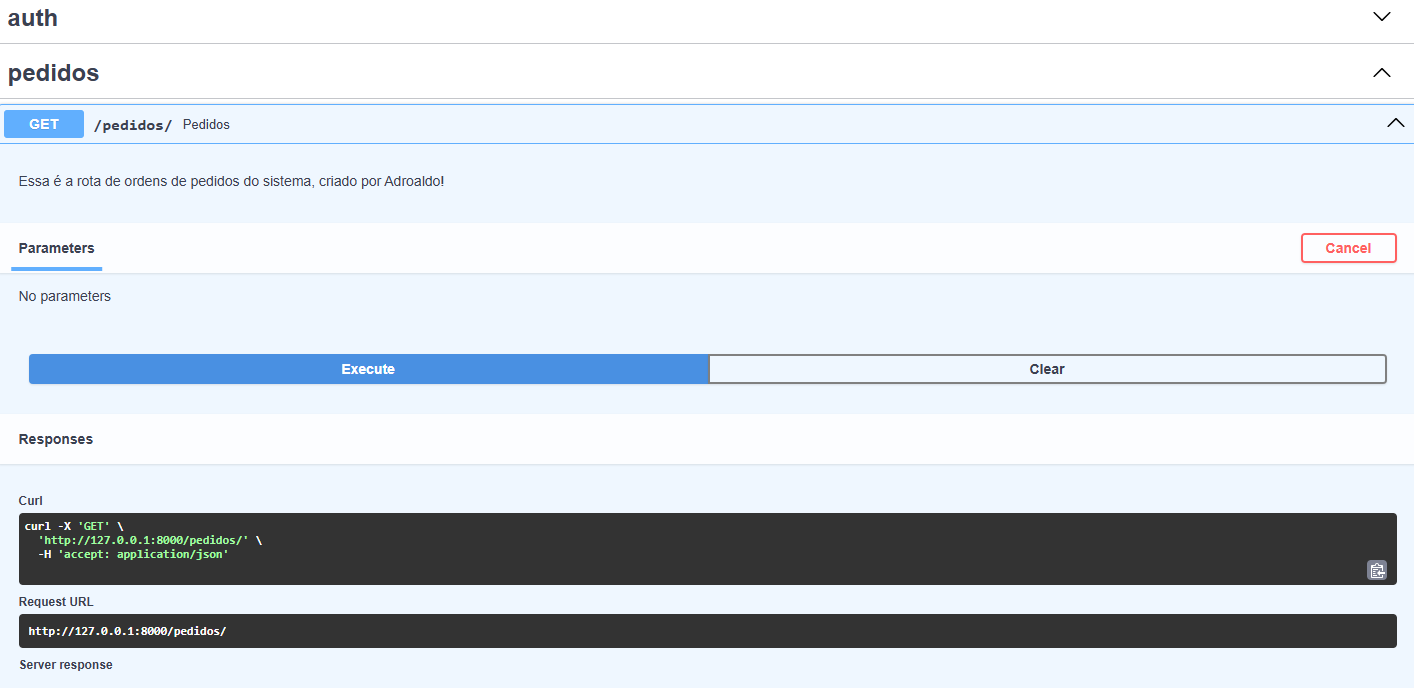 auth
pedidos
GET /pedidos/ Pedidos
Essa é a rota de ordens de pedidos do sistema, criado por Adroaldo!
Parameters Cancel
No parameters
Execute Clear
Responses
Curl
curl -X 'GET' \
'http://127.0.0.1:8000/pedidos/' \
-H 'accept: application/json'
Request URL
http://127.0.0.1:8000/pedidos/
Server response